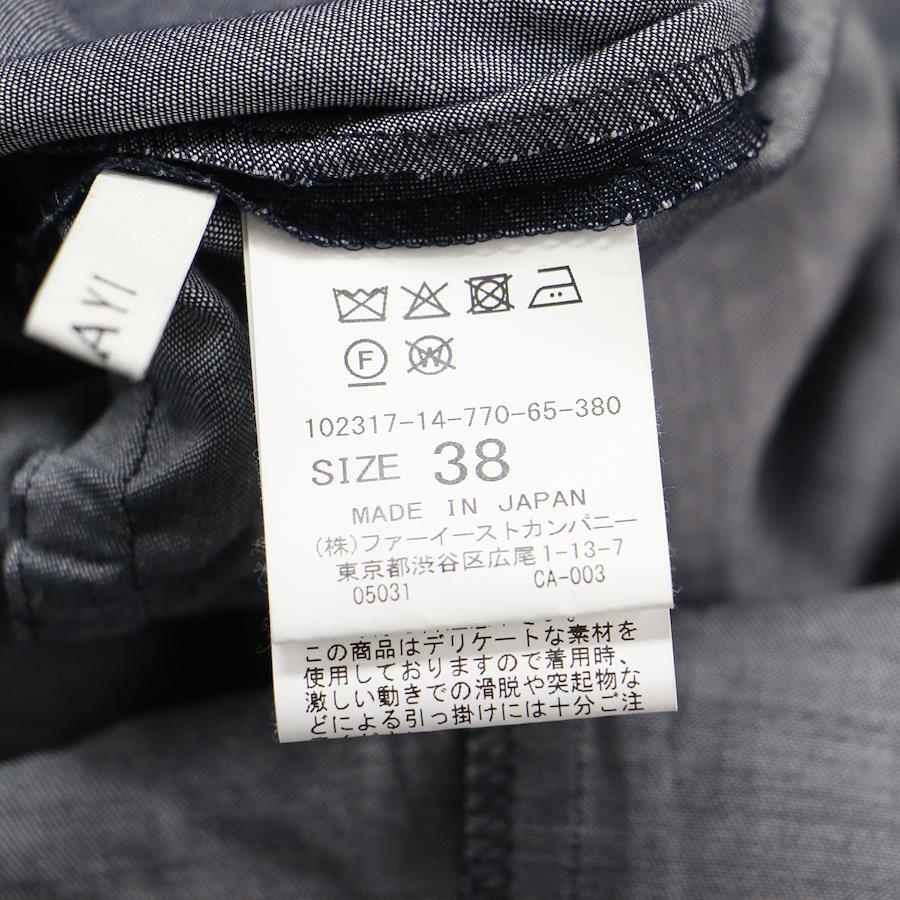 AYI
F
W
102317-14-770-65-380
SIZE 38
MADE IN JAPAN
(株)ファーイーストカンパニー
東京都渋谷区広尾1-13-7
05031 CA-003
この商品はデリケートな素材を
使用しておりますので着用時、
激しい動きでの滑脱や突起物な
どによる引っ掛けには十分ご注